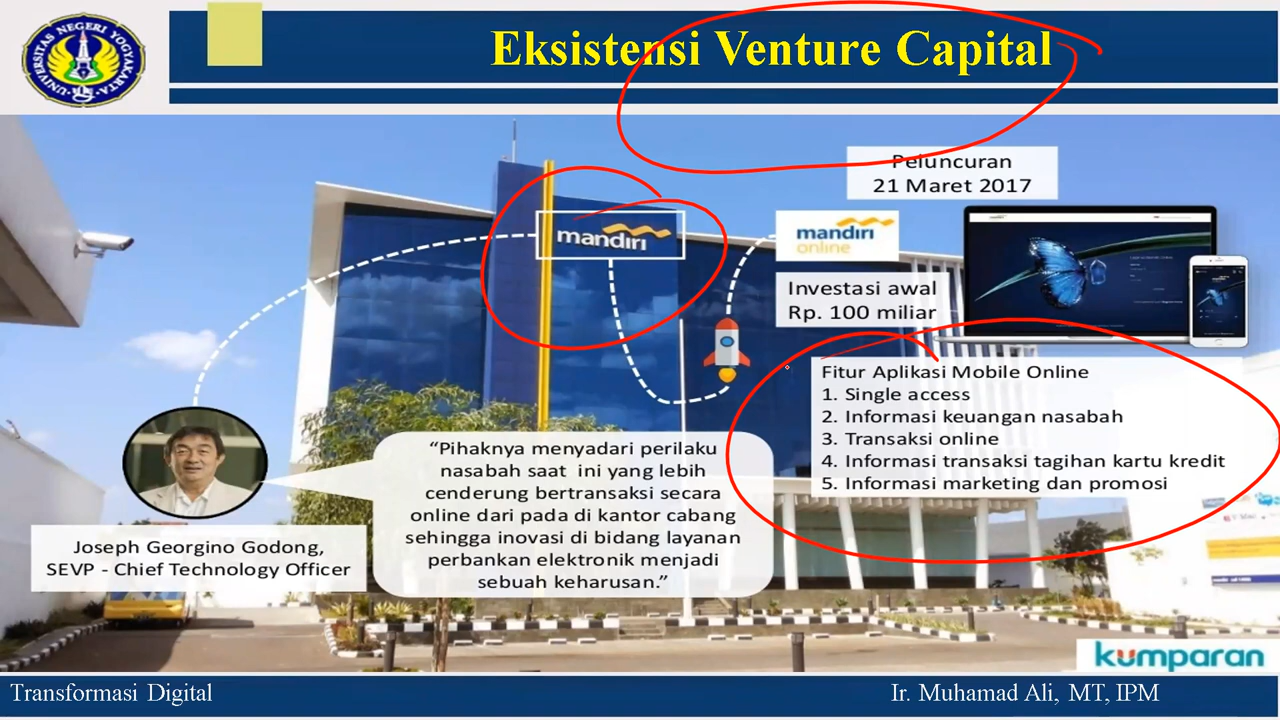 UNIVERSITAS NEGERI YOGYAKARTA
Eksistensi Venture Capital
Peluncuran
21 Maret 2017
mandiri
mandiri
online
Investasi awal
Rp. 100 miliar
Fitur Aplikasi Mobile Online
1. Single access
2. Informasi keuangan nasabah
3. Transaksi online
4. Informasi transaksi tagihan kartu kredit
5. Informasi marketing dan promosi
“Pihaknya menyadari perilaku
nasabah saat ini yang lebih
cenderung bertransaksi secara
online dari pada di kantor cabang
sehingga inovasi di bidang layanan
perbankan elektronik menjadi
sebuah keharusan.”
Joseph Georgino Godong,
SEVP - Chief Technology Officer
kumparan
Transformasi Digital
Ir. Muhamad Ali, MT, IPM